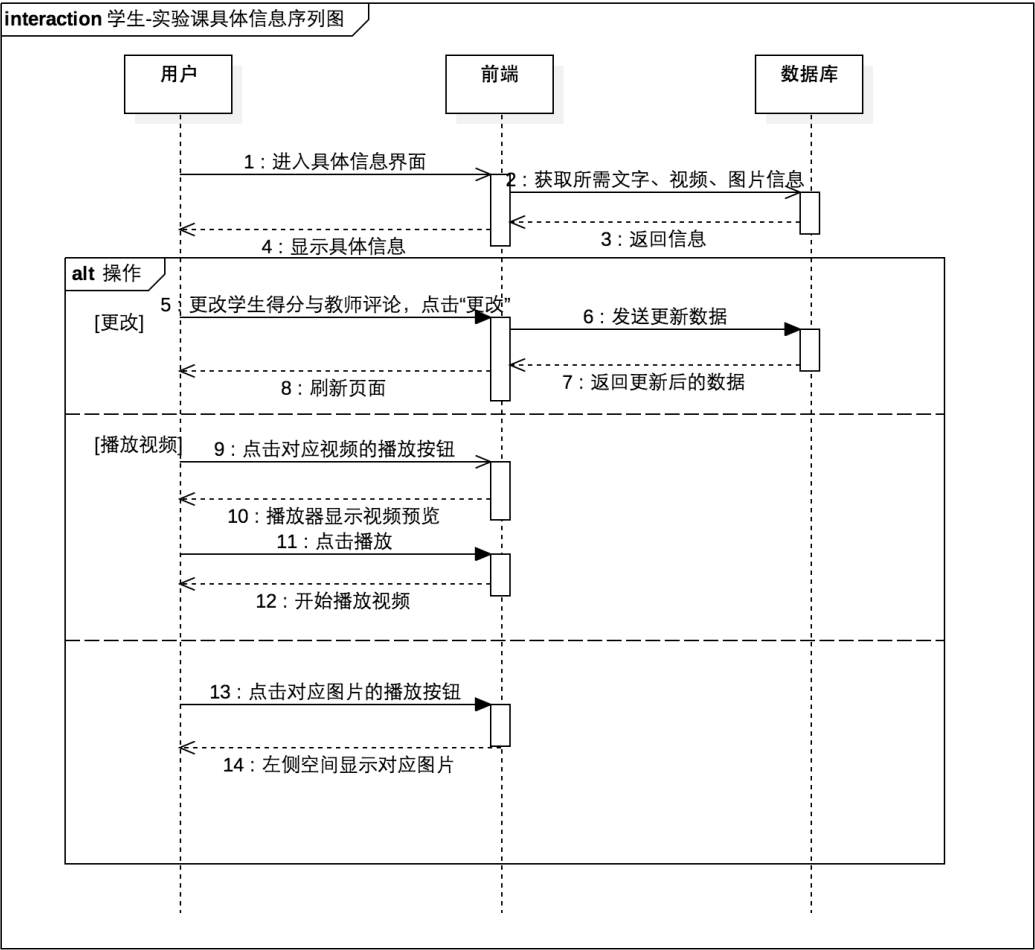 interaction 学生-实验课具体信息序列图
用户
前端
数据库
1 : 进入具体信息界面
2 : 获取所需文字、视频、图片信息
3 : 返回信息
4 : 显示具体信息
alt 操作
5 : 更改学生得分与教师评论，点击“更改”
[更改]
6 : 发送更新数据
7 : 返回更新后的数据
8 : 刷新页面
[播放视频]
9 : 点击对应视频的播放按钮
10 : 播放器显示视频预览
11 : 点击播放
12 : 开始播放视频
13 : 点击对应图片的播放按钮
14 : 左侧空间显示对应图片